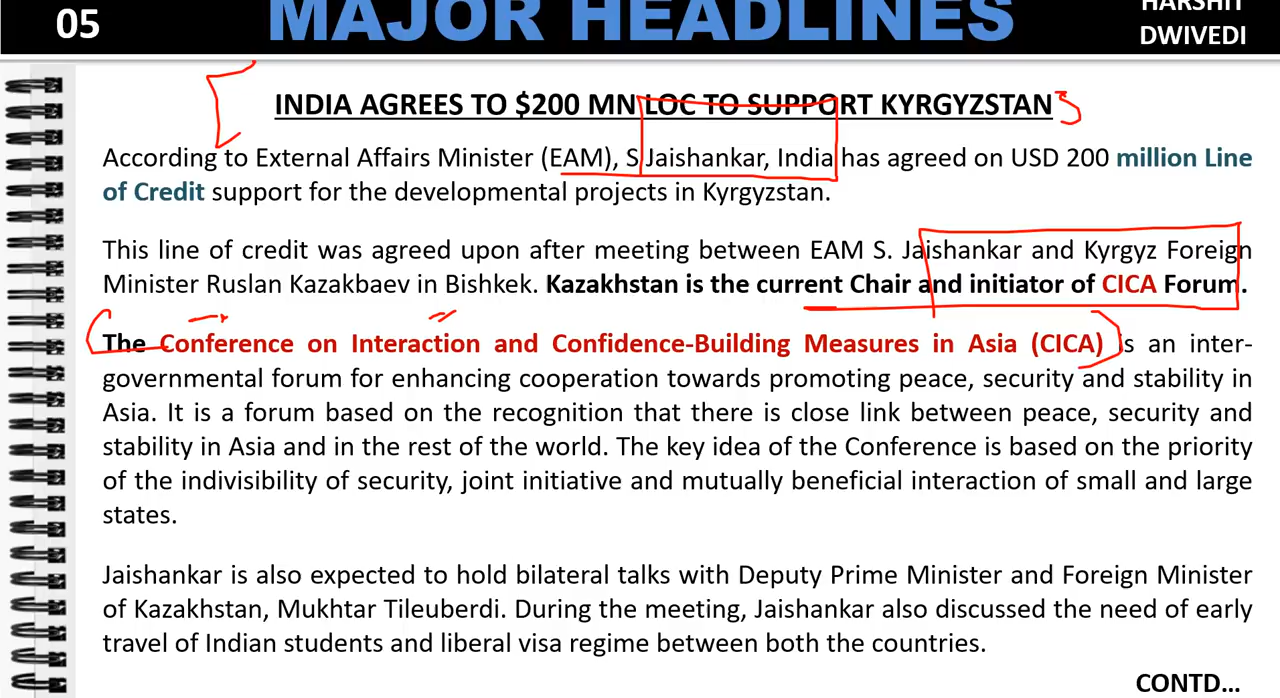 05
MAJOR HEADLINES
HARSHIT
DWIVEDI
INDIA AGREES TO $200 MN LOC TO SUPPORT KYRGYZSTAN
According to External Affairs Minister (EAM), S Jaishankar, India has agreed on USD 200 million Line
of Credit support for the developmental projects in Kyrgyzstan.
This line of credit was agreed upon after meeting between EAM S. Jaishankar and Kyrgyz Foreign
Minister Ruslan Kazakbaev in Bishkek. Kazakhstan is the current Chair and initiator of CICA Forum.
The Conference on Interaction and Confidence-Building Measures in Asia (CICA) is an inter-
governmental forum for enhancing cooperation towards promoting peace, security and stability in
Asia. It is a forum based on the recognition that there is close link between peace, security and
stability in Asia and in the rest of the world. The key idea of the Conference is based on the priority
of the indivisibility of security, joint initiative and mutually beneficial interaction of small and large
states.
Jaishankar is also expected to hold bilateral talks with Deputy Prime Minister and Foreign Minister
of Kazakhstan, Mukhtar Tileuberdi. During the meeting, Jaishankar also discussed the need of early
travel of Indian students and liberal visa regime between both the countries.
CONTD...